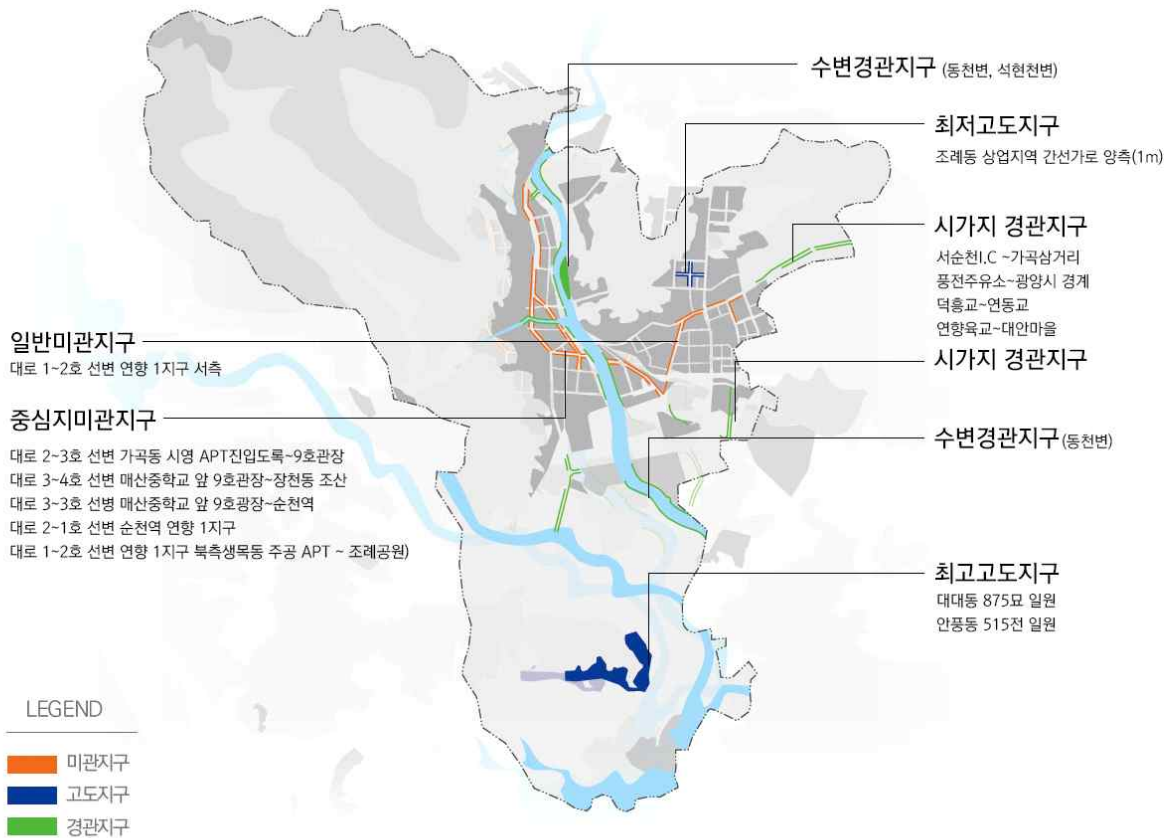 수변경관지구 (동천변, 석현천변)
최저고도지구
조례동 상업지역 간선가로 양측(1m)
시가지 경관지구
서순천I.C ~가곡삼거리
풍전주유소~광양시 경계
덕흥교~연동교
연향육교~대안마을
시가지 경관지구
수변경관지구(동천변)
최고고도지구
대대동 875묘 일원
안풍동 515전 일원
일반미관지구
대로 1~2호 선변 연향 1지구 서측
중심지미관지구
대로 2~3호 선변 가곡동 시영 APT진입도록~9호관장
대로 3~4호 선변 매산중학교 앞 9호관장~장천동 조산
대로 3~3호 선병 매산중학교 앞 9호광장~순천역
대로 2~1호 선변 순천역 연향 1지구
대로 1~2호 선변 연향 1지구 북측생목동 주공 APT ~ 조례공원)
LEGEND
미관지구
고도지구
경관지구